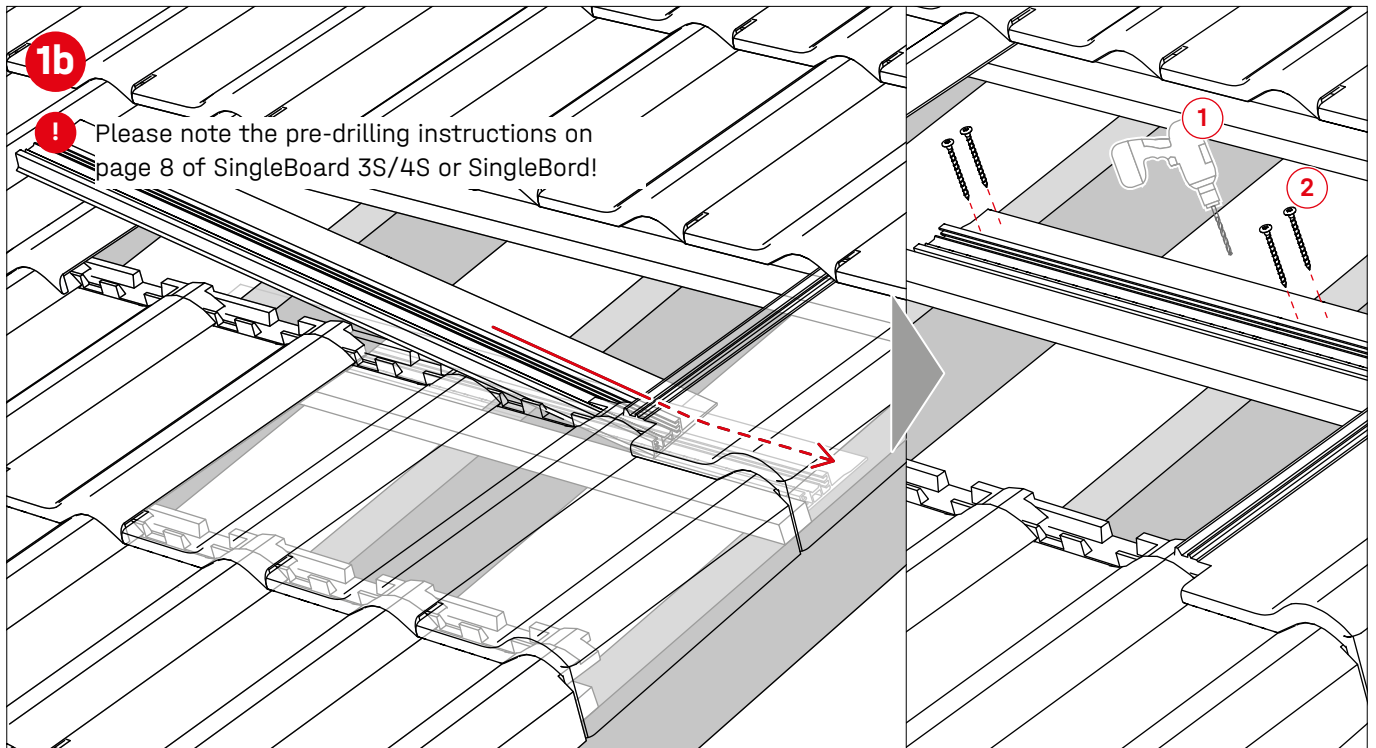 1b
! Please note the pre-drilling instructions on
page 8 of SingleBoard 3S/4S or SingleBord!
1
2